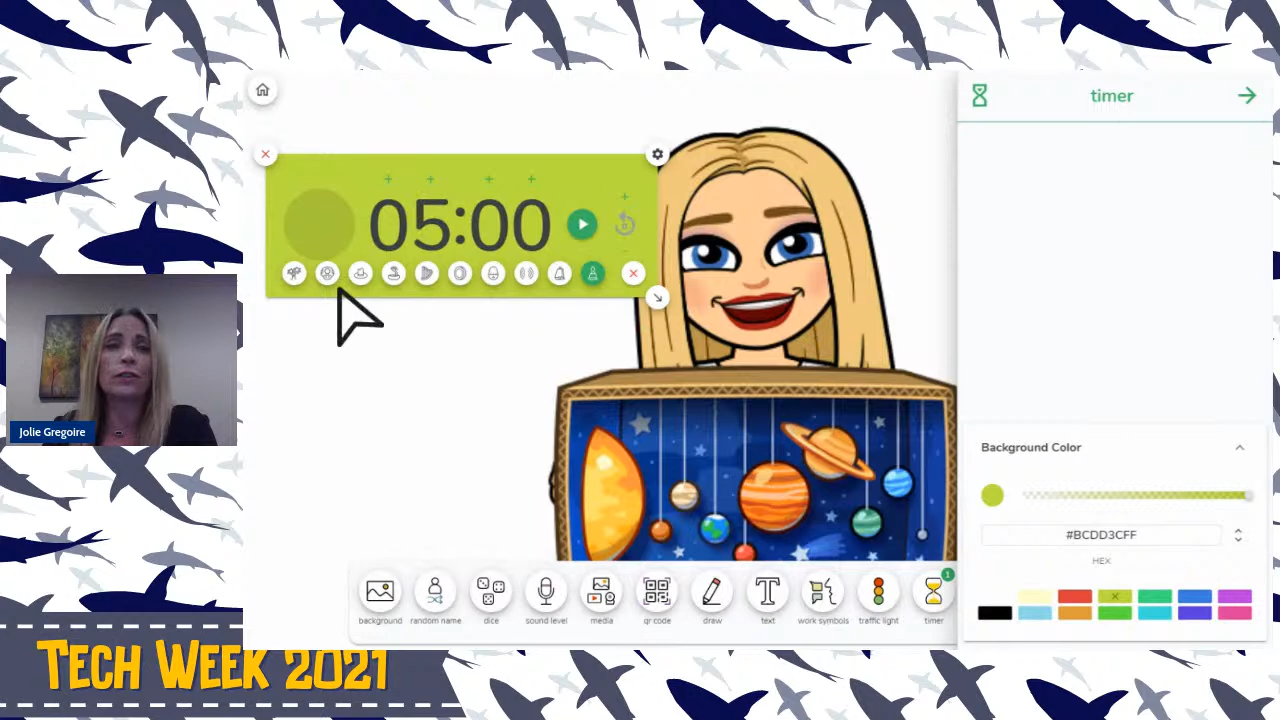 timer
05:00
Jolie Gregoire
Background Color
#BCDD3CFF
HEX
1
background random name dice sound level media qr code draw text work symbols traffic light timer
TECH WEEK 2021